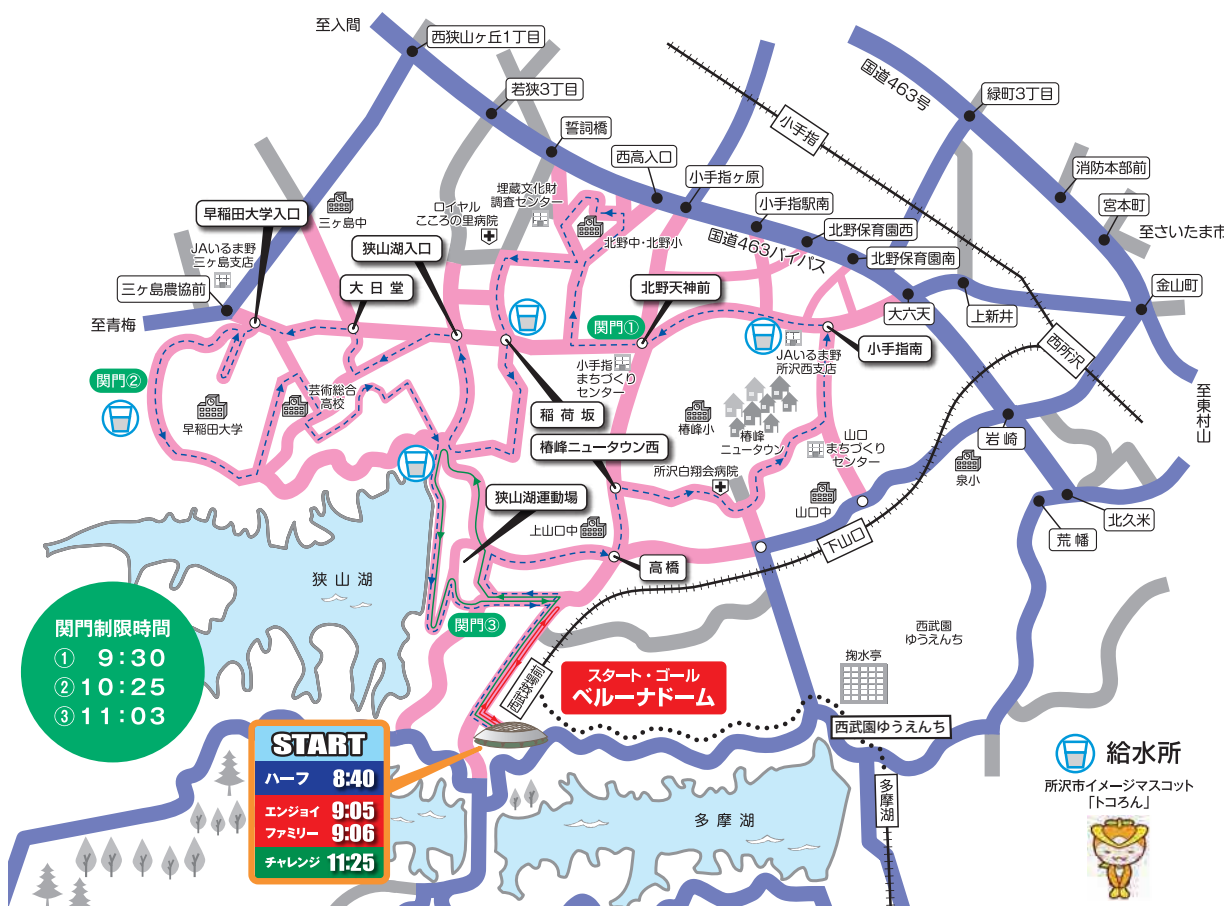 至入間
西狭山ヶ丘1丁目
国道463号
緑町3丁目
若狭3丁目
小手指
誓詞橋
西高入口
消防本部前
小手指ヶ原
埋蔵文化財
調査センター
三ヶ島中
早稲田大学入口
ロイヤル
こころの里病院
小手指駅南
宮本町
北野保育園西
至さいたま市
国道463バイパス
北野中・北野小
狭山湖入口
JAいるま野
三ヶ島支店
北野保育園南
三ヶ島農協前
大日堂
北野天神前
金山町
大六天
上新井
至青梅
関門①
小手指南
西所沢
JAいるま野
所沢西支店
小手指
まちづくり
センター
関門②
芸術総合
高校
至東村山
稲荷坂
早稲田大学
椿峰小
椿峰
ニュータウン
岩崎
椿峰ニュータウン西
山口
まちづくり
センター
所沢白翔会病院
泉小
狭山湖運動場
山口中
北久米
上山口中
荒幡
下山口
高橋
狭山湖
関門制限時間
① 9:30
② 10:25
③ 11:03
関門③
西武園
ゆうえんち
掬水亭
スタート・ゴール
ベルーナドーム
西武球場前
西武園ゆうえんち
START
ハーフ 8:40
エンジョイ 9:05
ファミリー 9:06
チャレンジ 11:25
給水所
所沢市イメージマスコット
「トコろん」
多摩湖
多摩湖